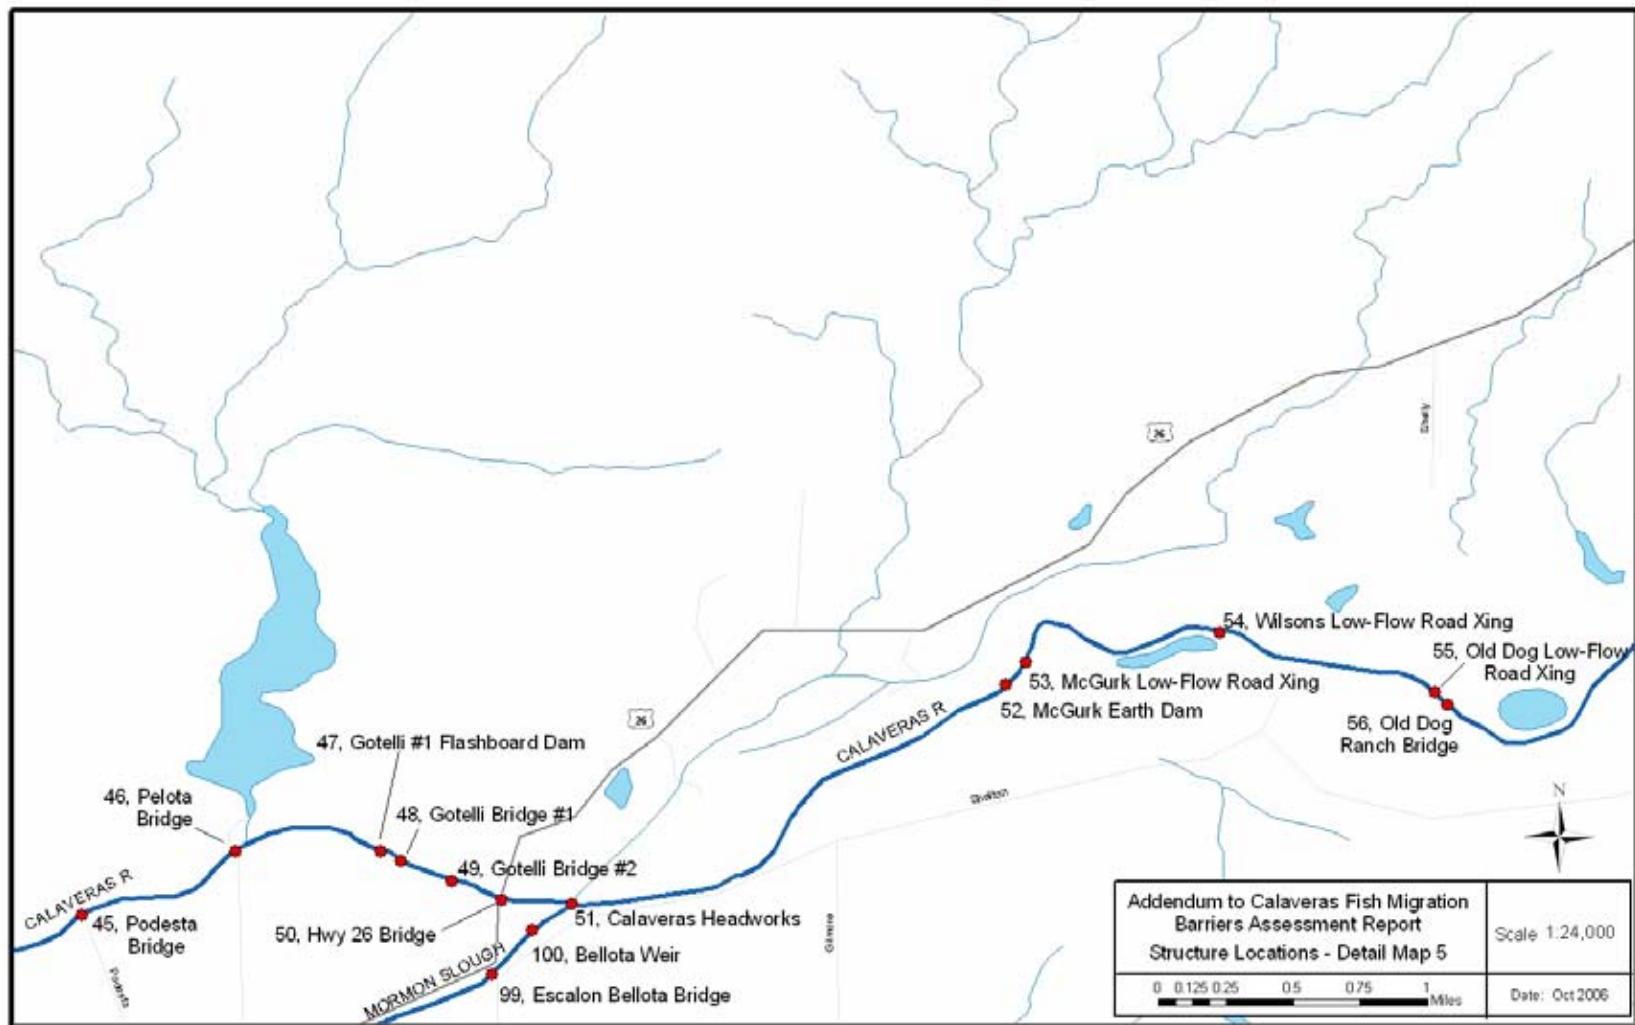 26
Shelly
54, Wilsons Low-Flow Road Xing
55, Old Dog Low-Flow
Road Xing
53, McGurk Low-Flow Road Xing
52, McGurk Earth Dam
56, Old Dog
Ranch Bridge
CALAVERAS R
26
47, Gotelli #1 Flashboard Dam
46, Pelota
Bridge
48, Gotelli Bridge #1
Shelton
N
49, Gotelli Bridge #2
CALAVERAS R
45, Podesta
Bridge
50, Hwy 26 Bridge
51, Calaveras Headworks
100, Bellota Weir
MORMON SLOUGH
99, Escalon Bellota Bridge
Podesta
Gilmore
Addendum to Calaveras Fish Migration
Barriers Assessment Report
Structure Locations - Detail Map 5
Scale 1:24,000
0 0.125 0.25 0.5 0.75 1
Miles
Date: Oct 2006